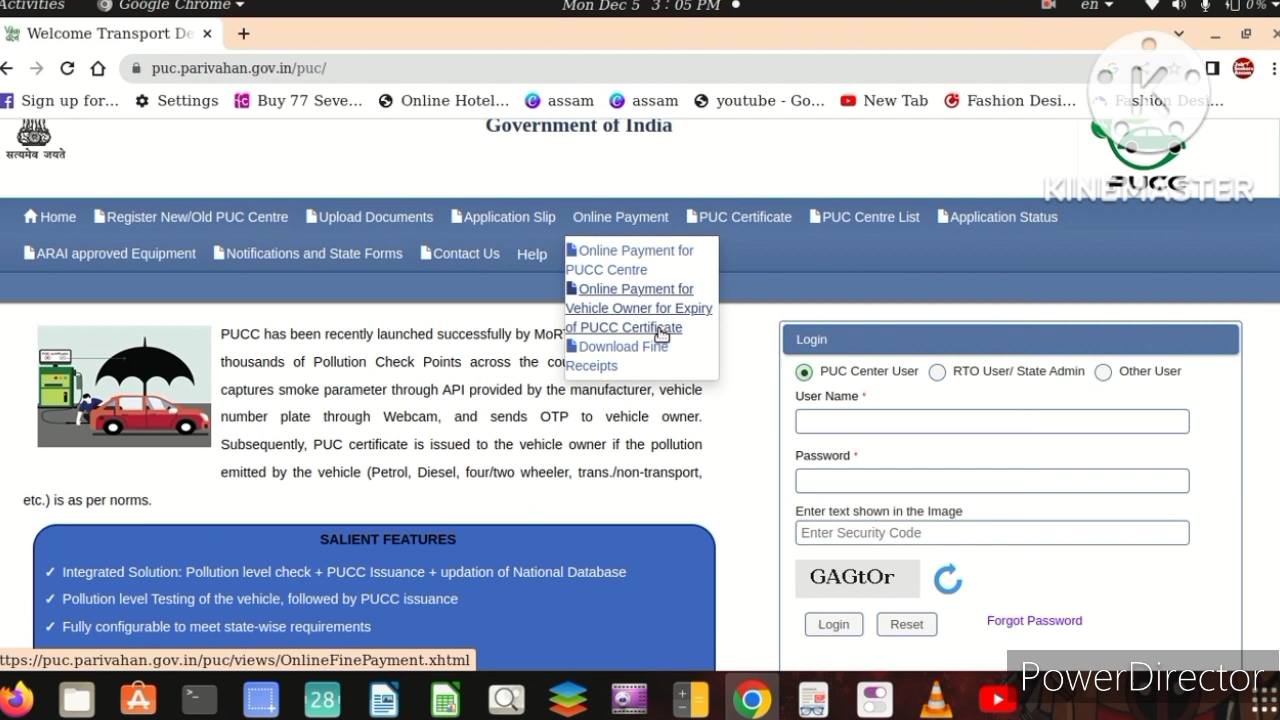 Activities Google Chrome Mon Dec 5 3:05 PM en 0%
Welcome Transport De
puc.parivahan.gov.in/puc/
Sign up for... Settings Buy 77 Seve... Online Hotel... assam assam youtube - Go... New Tab Fashion Desi... Fashion Desi...
Government of India
सत्यमेव जयते
PUCC
KINEMASTER
Home Register New/Old PUC Centre Upload Documents Application Slip Online Payment PUC Certificate PUC Centre List Application Status
ARAI approved Equipment Notifications and State Forms Contact Us Help
Online Payment for
PUCC Centre
Online Payment for
Vehicle Owner for Expiry
of PUCC Certificate
Download Fine
Receipts
PUCC has been recently launched successfully by MoR
thousands of Pollution Check Points across the cou
captures smoke parameter through API provided by the manufacturer, vehicle
number plate through Webcam, and sends OTP to vehicle owner.
Subsequently, PUC certificate is issued to the vehicle owner if the pollution
emitted by the vehicle (Petrol, Diesel, four/two wheeler, trans./non-transport,
etc.) is as per norms.
SALIENT FEATURES
✓ Integrated Solution: Pollution level check + PUCC Issuance + updation of National Database
✓ Pollution level Testing of the vehicle, followed by PUCC issuance
✓ Fully configurable to meet state-wise requirements
Login
PUC Center User RTO User/ State Admin Other User
User Name *
Password *
Enter text shown in the Image
Enter Security Code
GAGtOr
Login Reset Forgot Password
ttps://puc.parivahan.gov.in/puc/views/OnlineFinePayment.xhtml
28
PowerDirector